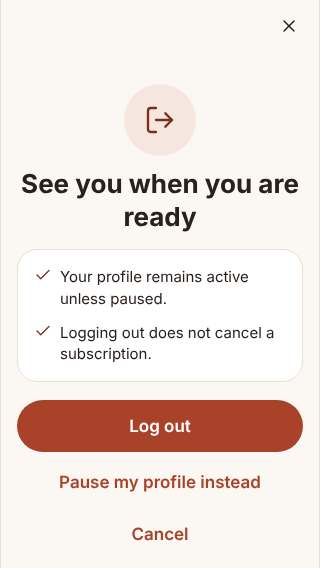 See you when you are
ready
Your profile remains active
unless paused.
Logging out does not cancel a
subscription.
Log out
Pause my profile instead
Cancel